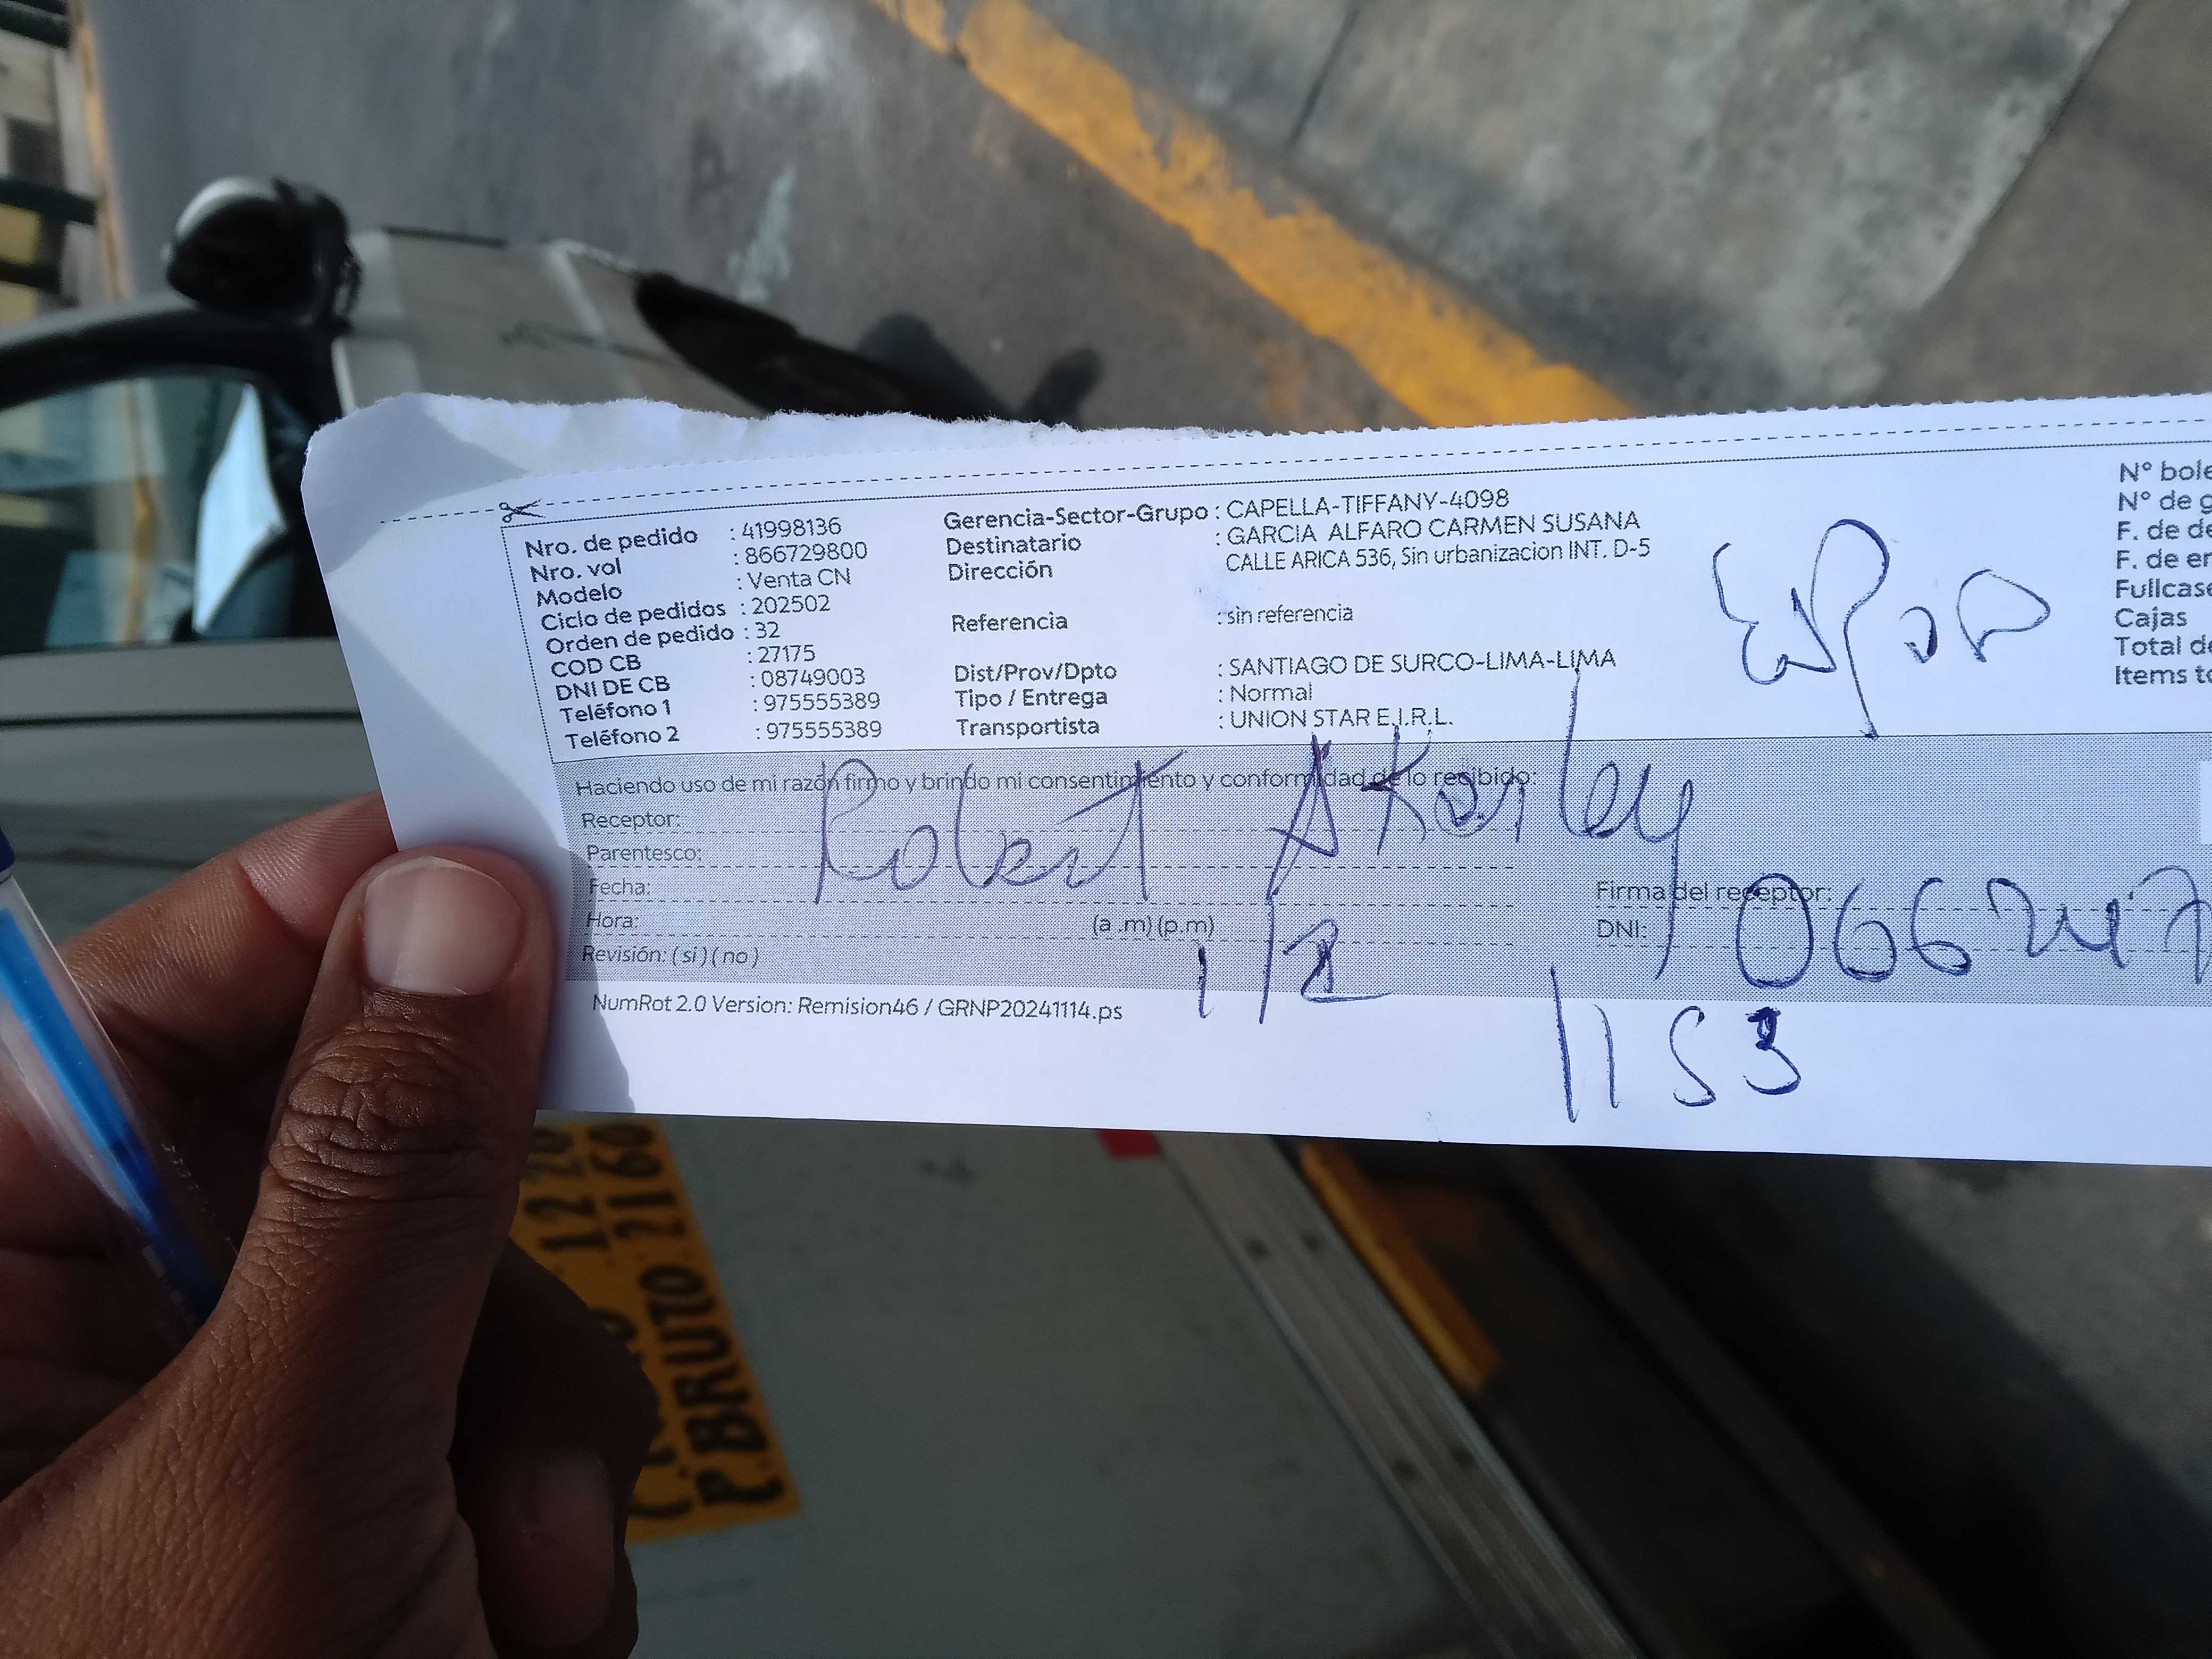 Nro. de pedido : 41998136
Nro. vol : 866729800
Modelo : Venta CN
Ciclo de pedidos : 202502
Orden de pedido : 32
COD CB : 27175
DNI DE CB : 08749003
Teléfono 1 : 975555389
Teléfono 2 : 975555389
Gerencia-Sector-Grupo : CAPELLA-TIFFANY-4098
Destinatario : GARCIA ALFARO CARMEN SUSANA
Dirección CALLE ARICA 536, Sin urbanizacion INT. D-5
Referencia : sin referencia
Dist/Prov/Dpto : SANTIAGO DE SURCO-LIMA-LIMA
Tipo / Entrega : Normal
Transportista : UNION STAR E.I.R.L.
N° bole
N° de g
F. de de
F. de en
Fullcase
Cajas
Total de
Items to
Haciendo uso de mi razón firmo y brindo mi consentimiento y conformidad de lo recibido:
Receptor: Robert
Parentesco:
Fecha:
Hora: (a .m) (p.m)
Revisión: ( si ) ( no )
1/2
Firma del receptor:
DNI:
1153
NumRot 2.0 Version: Remision46 / GRNP20241114.ps
P.BRUTO 2160